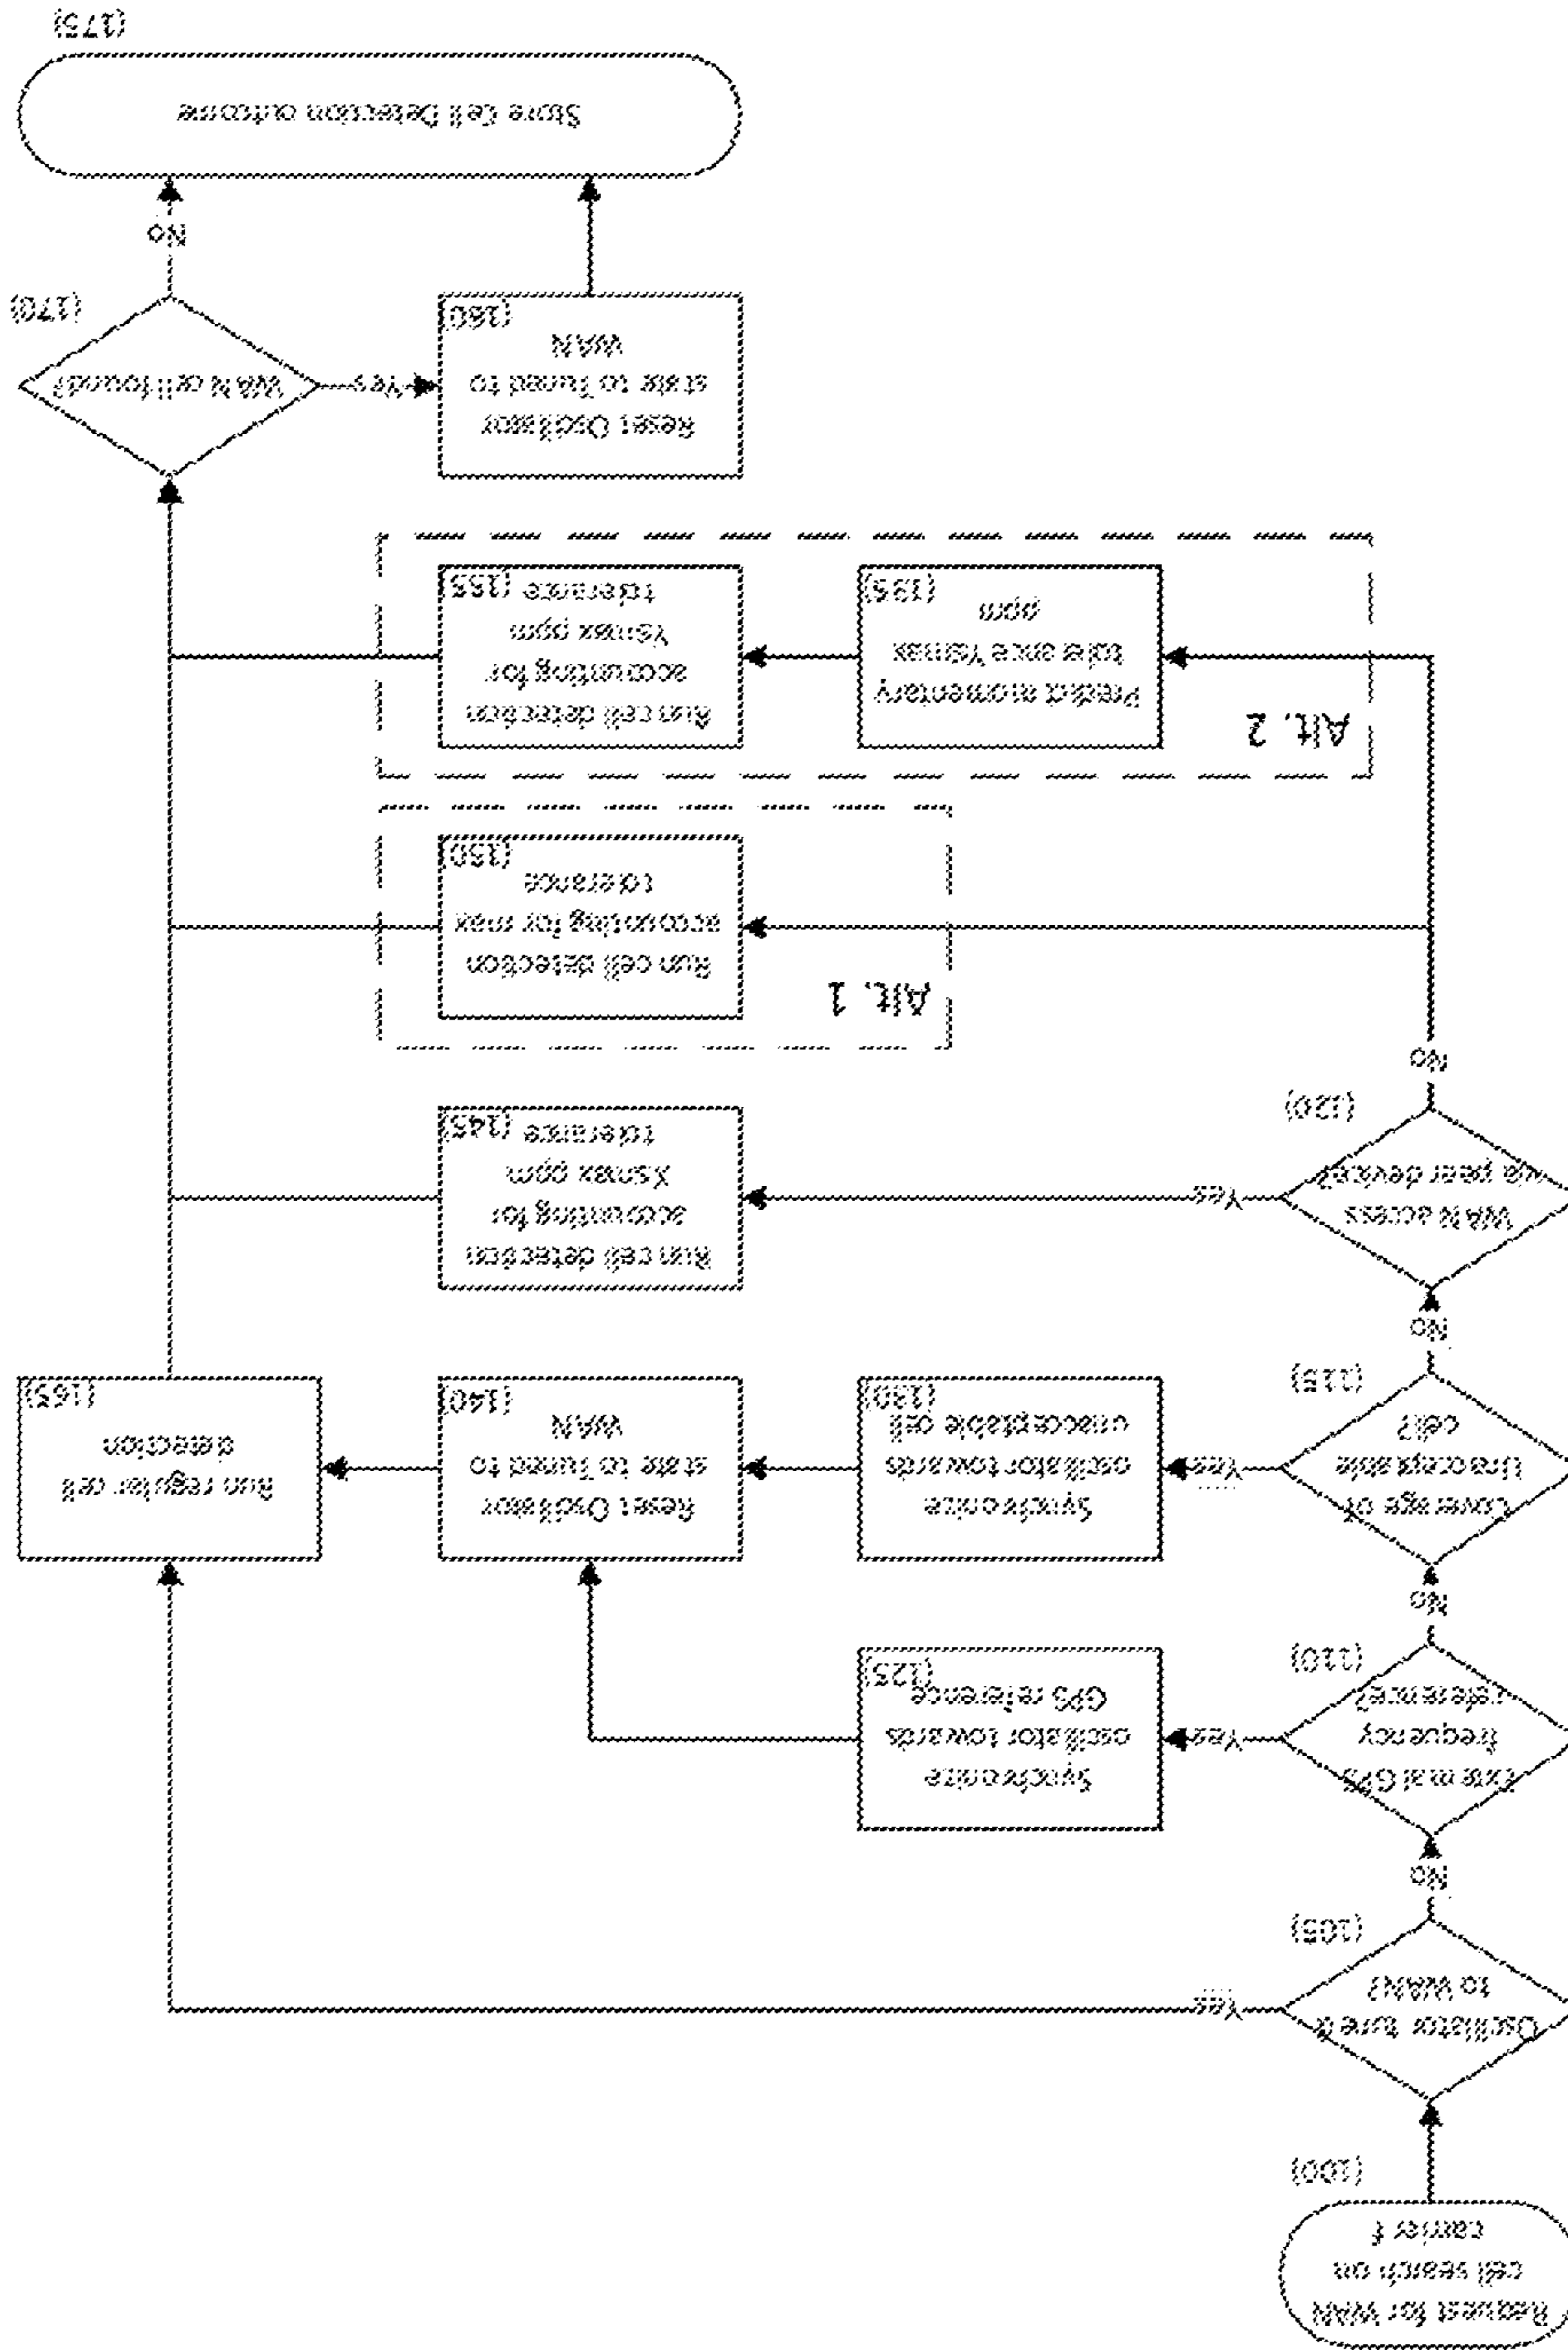 Request for WAN
cell search on
carrier f
(100)
Oscillator tuned
to WAN?
(105)
Yes
No
External GPS
frequency
reference?
(110)
Yes
Synchronize
oscillator towards
GPS reference
(125)
No
Coverage of
Unacceptable
cell?
(115)
Yes
Synchronize
oscillator towards
unacceptable cell
(130)
Reset Oscillator
state to Tuned to
WAN
(140)
Run regular cell
detection
(165)
No
WAN access
via peer device?
(120)
Yes
Run cell detection
accounting for
XSmax ppm
tolerance
(145)
No
Alt. 1
Run cell detection
accounting for max
tolerance
(150)
Alt. 2
Predict momentary
tolerance YSmax
ppm
(135)
Run cell detection
accounting for
YSmax ppm
tolerance
(155)
Reset Oscillator
state to Tuned to
WAN
(160)
Yes
WAN cell found?
(170)
No
Store Cell Detection outcome
(175)